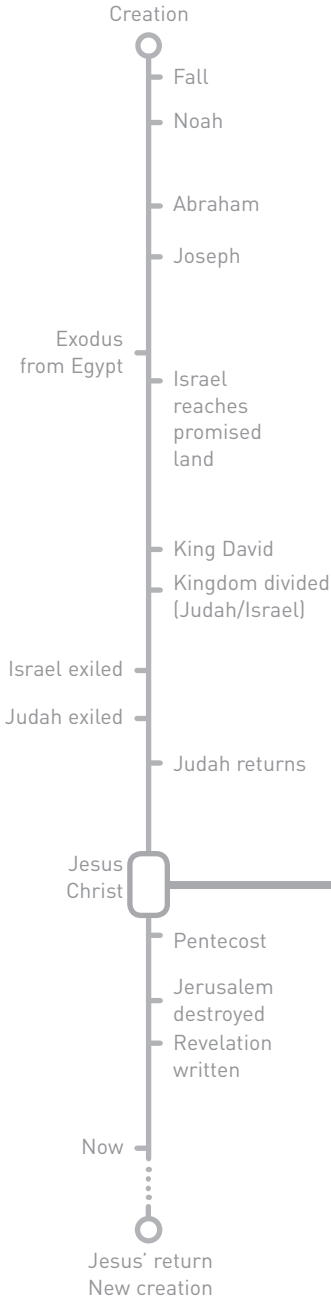 Creation
Fall
Noah
Abraham
Joseph
Exodus
from Egypt
Israel
reaches
promised
land
King David
Kingdom divided
(Judah/Israel)
Israel exiled
Judah exiled
Judah returns
Jesus
Christ
Pentecost
Jerusalem
destroyed
Revelation
written
Now
Jesus’ return
New creation